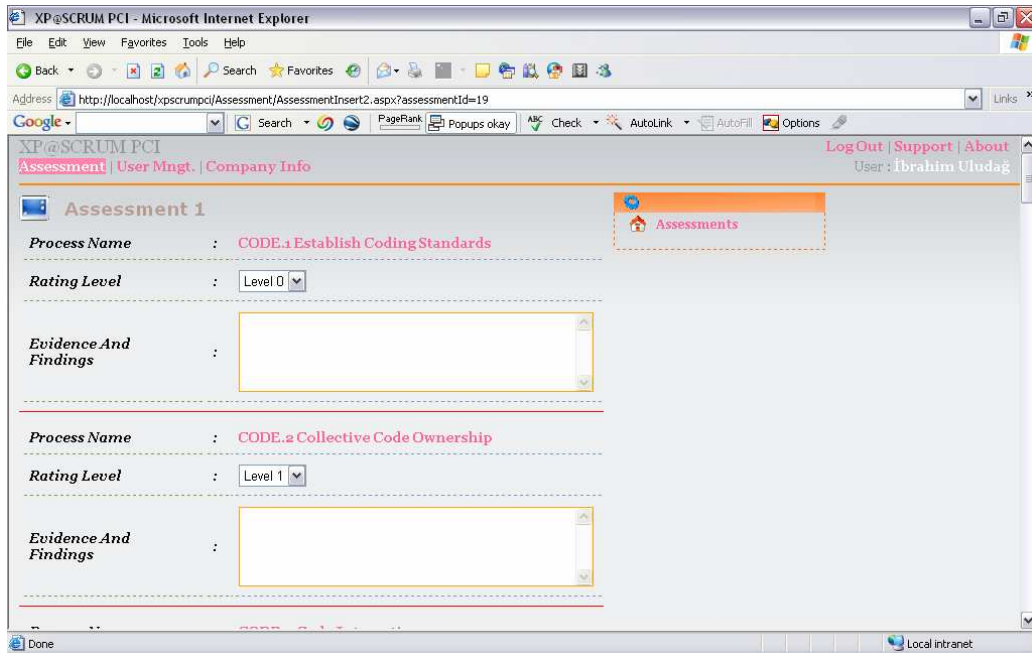 XP@SCRUM PCI - Microsoft Internet Explorer
File Edit View Favorites Tools Help
Back Search Favorites
Address http://localhost/xpscrumpci/Assessment/AssessmentInsert2.aspx?assessmentId=19 Links »
Google - G Search PageRank Popups okay ABC Check AutoLink AutoFill Options
XP@SCRUM PCI Log Out | Support | About
Assessment | User Mngt. | Company Info User : İbrahim Uludağ
Assessment 1
Assessments
Process Name : CODE.1 Establish Coding Standards
Rating Level : Level 0
Evidence And
Findings :
Process Name : CODE.2 Collective Code Ownership
Rating Level : Level 1
Evidence And
Findings :
Done Local intranet